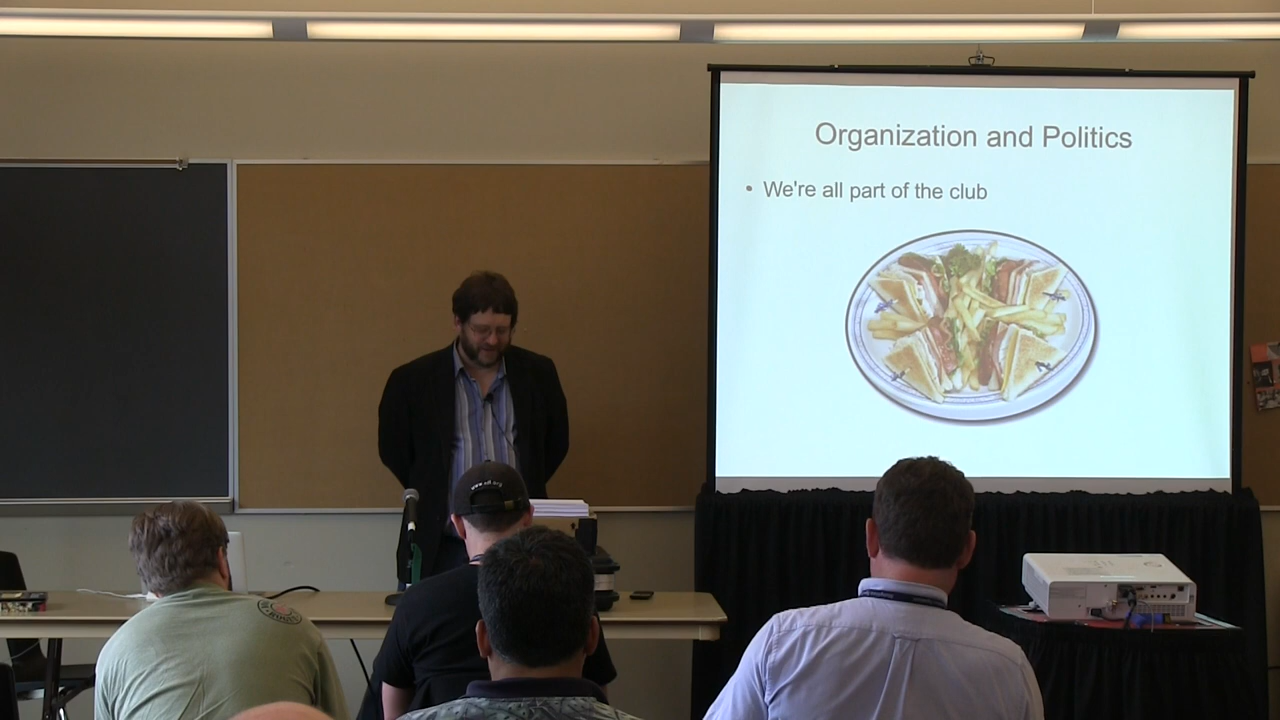 Organization and Politics
• We're all part of the club